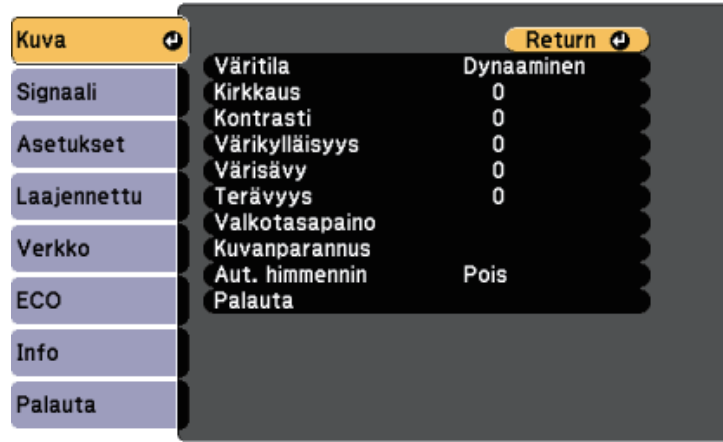 Kuva
Signaali
Asetukset
Laajennettu
Verkko
ECO
Info
Palauta
Return
Väritila Dynaaminen
Kirkkaus 0
Kontrasti 0
Värikylläisyys 0
Värisävy 0
Terävyys 0
Valkotasapaino
Kuvanparannus
Aut. himmennin Pois
Palauta